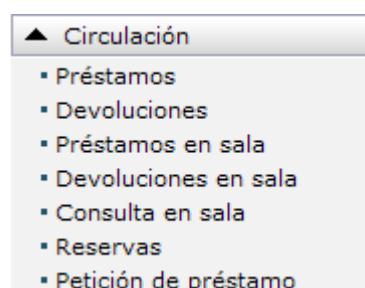 Circulación
Préstamos
Devoluciones
Préstamos en sala
Devoluciones en sala
Consulta en sala
Reservas
Petición de préstamo